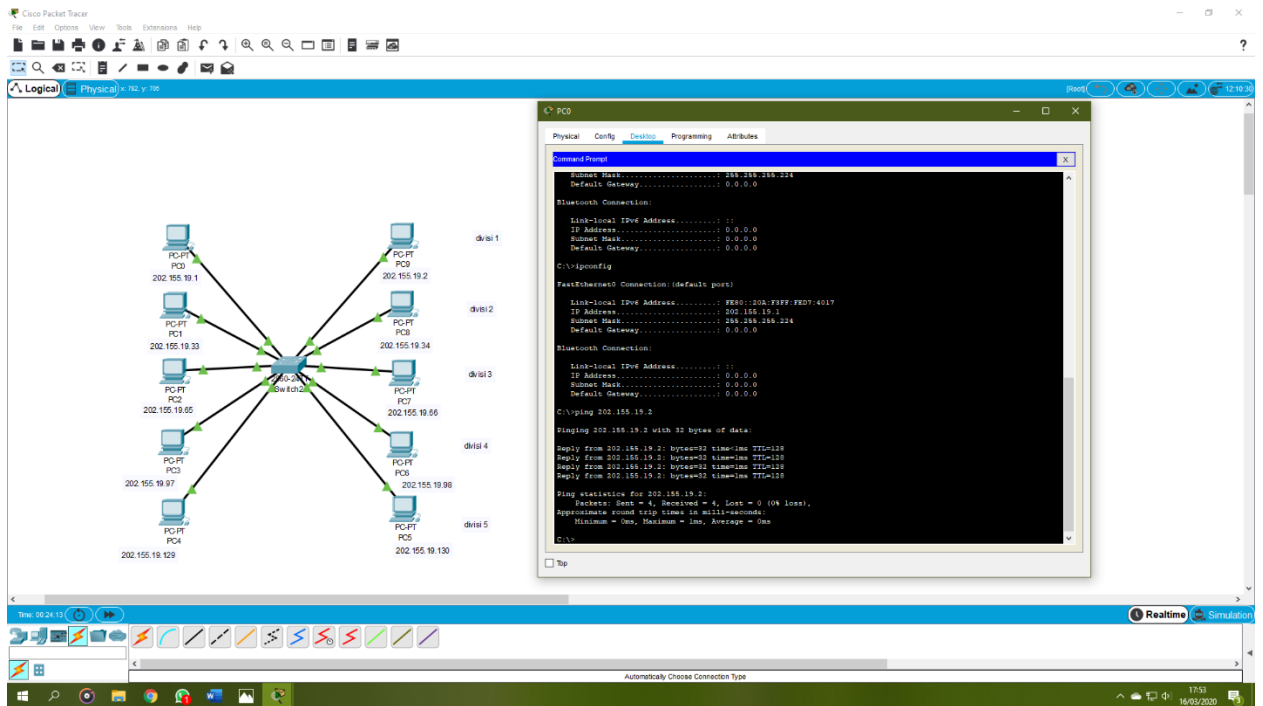 Cisco Packet Tracer
File Edit Options View Tools Extensions Help
?
Logical Physical x: 762, y: 706 [Root] 12:10:30
PC0
Physical Config Desktop Programming Attributes
Command Prompt X
Subnet Mask.....................: 255.255.255.224
Default Gateway.................: 0.0.0.0
Bluetooth Connection:
Link-local IPv6 Address.........: ::
IP Address......................: 0.0.0.0
Subnet Mask.....................: 0.0.0.0
Default Gateway.................: 0.0.0.0
C:\>ipconfig
FastEthernet0 Connection:(default port)
Link-local IPv6 Address.........: FE80::20A:F3FF:FED7:4017
IP Address......................: 202.155.19.1
Subnet Mask.....................: 255.255.255.224
Default Gateway.................: 0.0.0.0
Bluetooth Connection:
Link-local IPv6 Address.........: ::
IP Address......................: 0.0.0.0
Subnet Mask.....................: 0.0.0.0
Default Gateway.................: 0.0.0.0
C:\>ping 202.155.19.2
Pinging 202.155.19.2 with 32 bytes of data:
Reply from 202.155.19.2: bytes=32 time<1ms TTL=128
Reply from 202.155.19.2: bytes=32 time=1ms TTL=128
Reply from 202.155.19.2: bytes=32 time=1ms TTL=128
Reply from 202.155.19.2: bytes=32 time=1ms TTL=128
Ping statistics for 202.155.19.2:
Packets: Sent = 4, Received = 4, Lost = 0 (0% loss),
Approximate round trip times in milli-seconds:
Minimum = 0ms, Maximum = 1ms, Average = 0ms
C:\>
Top
PC-PT
PC0
202.155.19.1
PC-PT
PC9
202.155.19.2
divisi 1
PC-PT
PC1
202.155.19.33
PC-PT
PC8
202.155.19.34
divisi 2
PC-PT
PC2
202.155.19.65
Switch2
PC-PT
PC7
202.155.19.66
divisi 3
PC-PT
PC3
202.155.19.97
PC-PT
PC6
202.155.19.98
divisi 4
PC-PT
PC4
202.155.19.129
PC-PT
PC5
202.155.19.130
divisi 5
Time: 00:24:13 Realtime Simulation
Automatically Choose Connection Type
17:53
16/03/2020